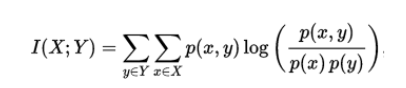 I(X;Y) = ∑_{y∈Y} ∑_{x∈X} p(x,y) log ( p(x,y) / p(x) p(y) ).